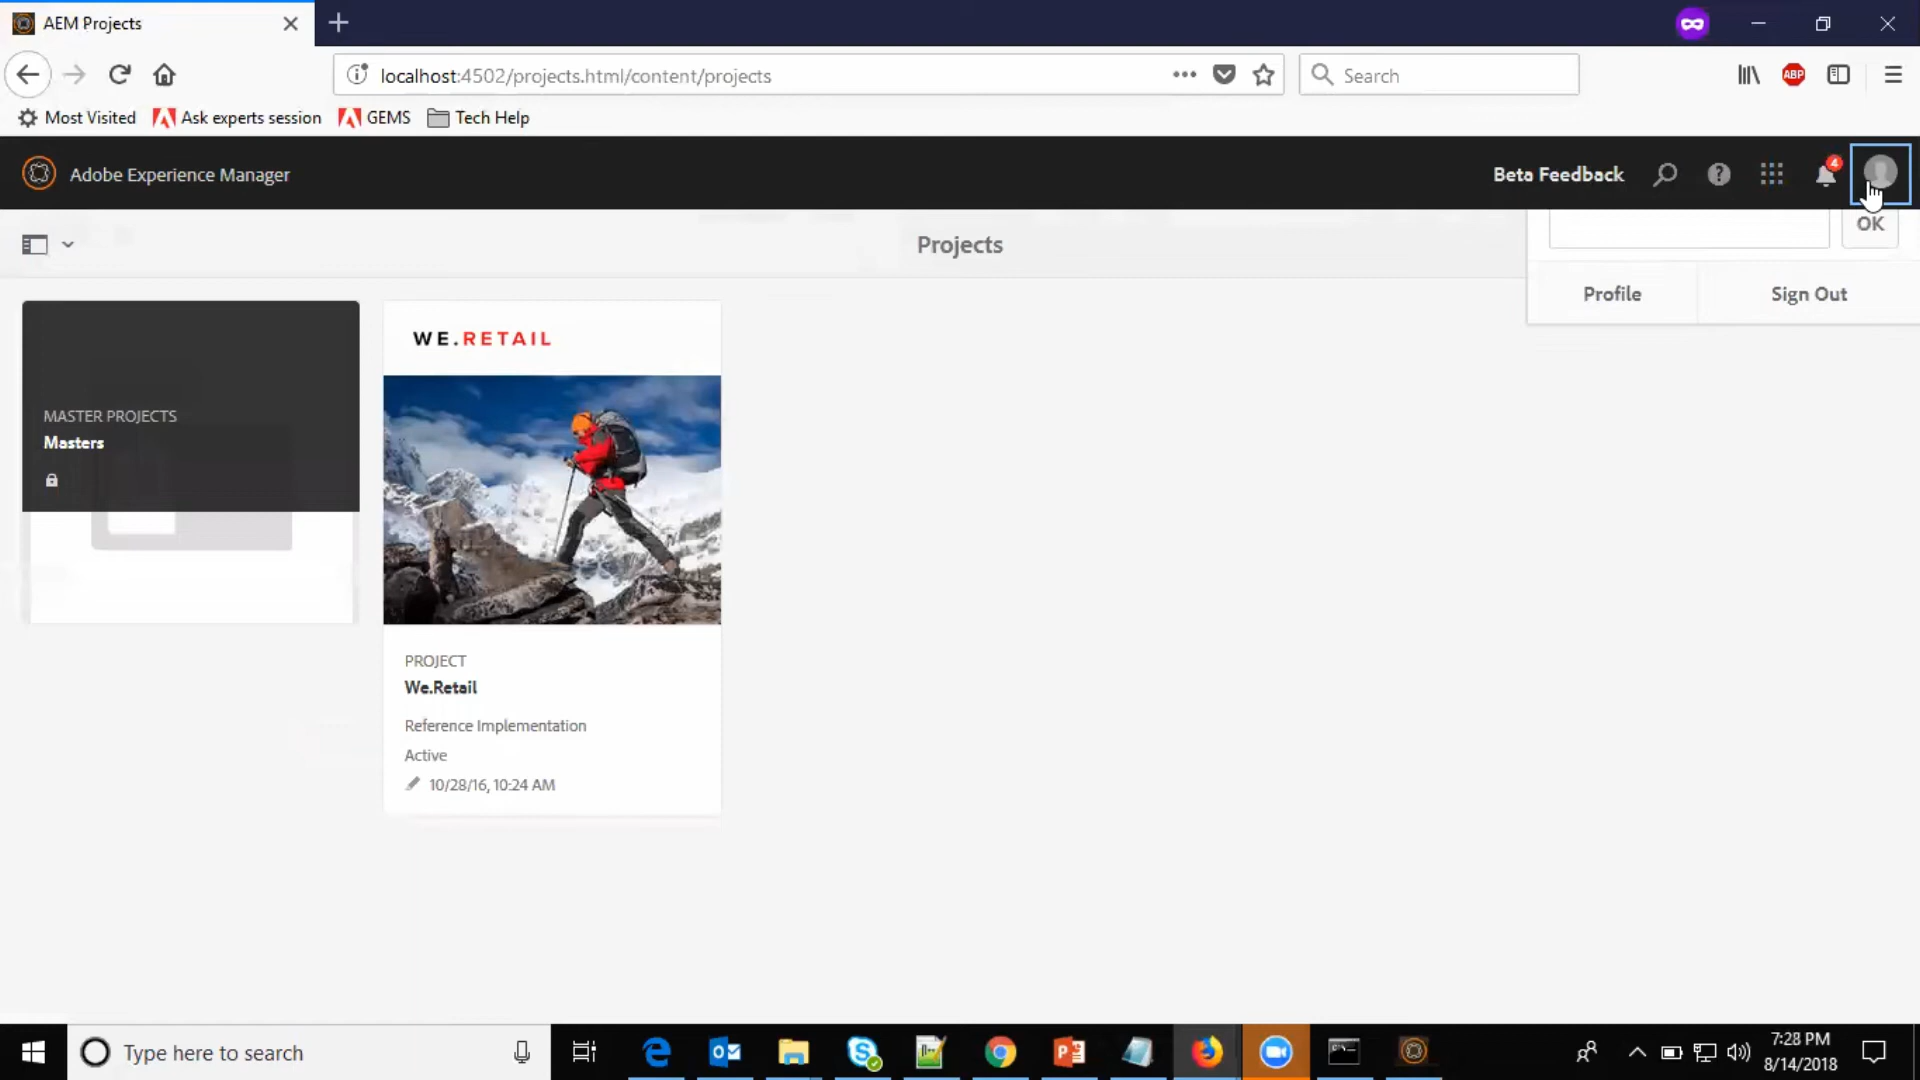 AEM Projects
localhost:4502/projects.html/content/projects
Search
ABP
Most Visited
Ask experts session
GEMS
Tech Help
Adobe Experience Manager
Beta Feedback
4
Projects
OK
Profile
Sign Out
MASTER PROJECTS
Masters
WE.RETAIL
PROJECT
We.Retail
Reference Implementation
Active
10/28/16, 10:24 AM
Type here to search
7:28 PM
8/14/2018